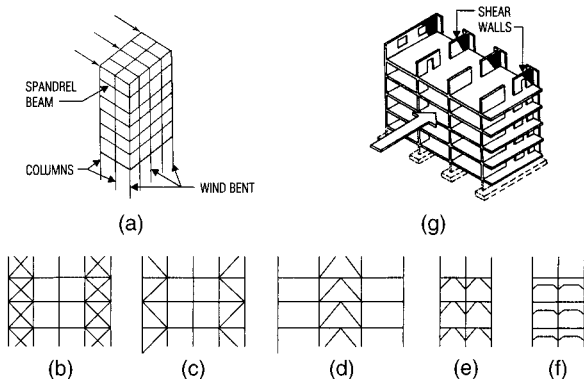 SPANDREL
BEAM
COLUMNS
WIND BENT
(a)
SHEAR
WALLS
(g)
(b)
(c)
(d)
(e)
(f)